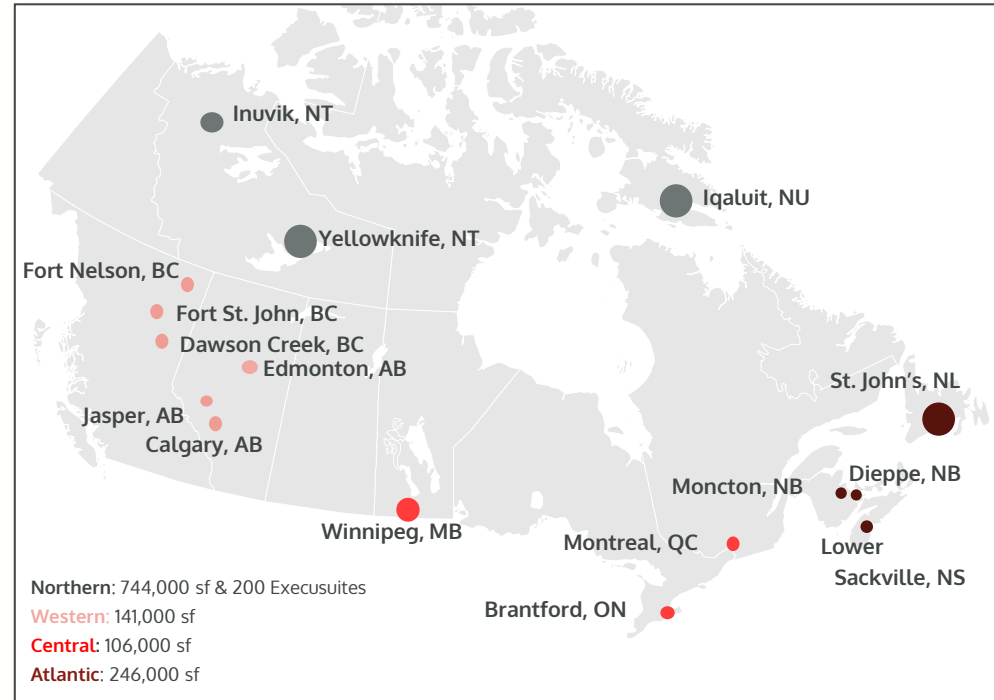 Inuvik, NT
Iqaluit, NU
Yellowknife, NT
Fort Nelson, BC
Fort St. John, BC
Dawson Creek, BC
Edmonton, AB
St. John’s, NL
Jasper, AB
Calgary, AB
Dieppe, NB
Moncton, NB
Winnipeg, MB
Montreal, QC
Lower
Sackville, NS
Brantford, ON
Northern: 744,000 sf & 200 Execusuites
Western: 141,000 sf
Central: 106,000 sf
Atlantic: 246,000 sf